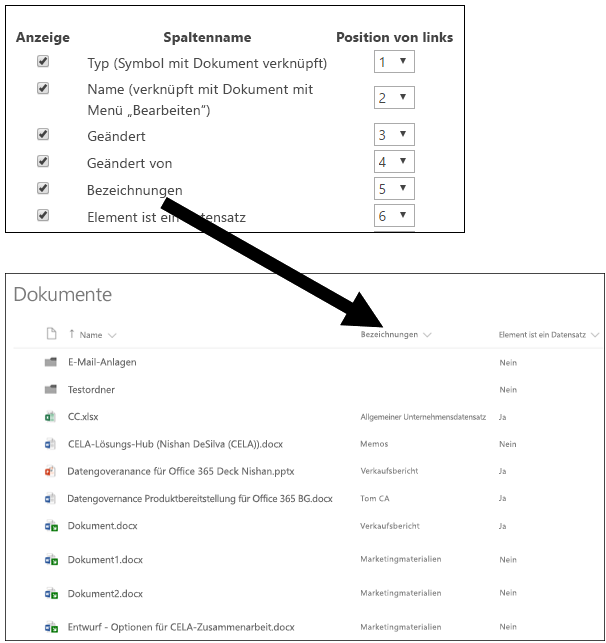 Anzeige Spaltenname Position von links
Typ (Symbol mit Dokument verknüpft) 1
Name (verknüpft mit Dokument mit
Menü „Bearbeiten“) 2
Geändert 3
Geändert von 4
Bezeichnungen 5
Element ist ein Datensatz 6
Dokumente
↑ Name Bezeichnungen Element ist ein Datensatz
E-Mail-Anlagen Nein
Testordner Nein
CC.xlsx Allgemeiner Unternehmensdatensatz Ja
CELA-Lösungs-Hub (Nishan DeSilva (CELA)).docx Memos Nein
Datengoveranance für Office 365 Deck Nishan.pptx Verkaufsbericht Ja
Datengovernance Produktbereitstellung für Office 365 BG.docx Tom CA Ja
Dokument.docx Verkaufsbericht Ja
Dokument1.docx Marketingmaterialien Nein
Dokument2.docx Marketingmaterialien Nein
Entwurf - Optionen für CELA-Zusammenarbeit.docx Marketingmaterialien Nein